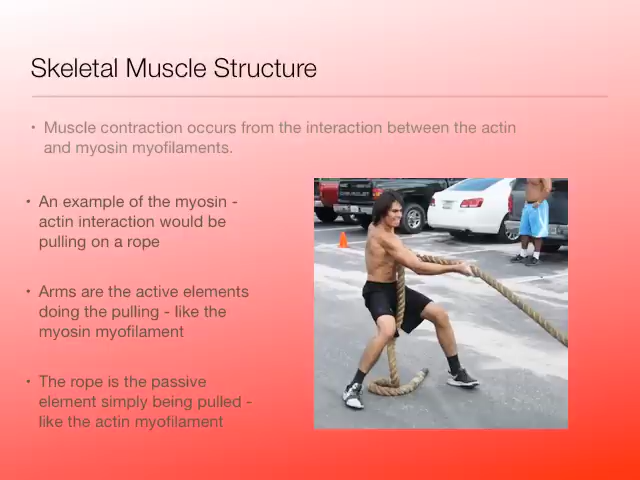 Skeletal Muscle Structure
• Muscle contraction occurs from the interaction between the actin
and myosin myofilaments.
• An example of the myosin -
actin interaction would be
pulling on a rope
• Arms are the active elements
doing the pulling - like the
myosin myofilament
• The rope is the passive
element simply being pulled -
like the actin myofilament